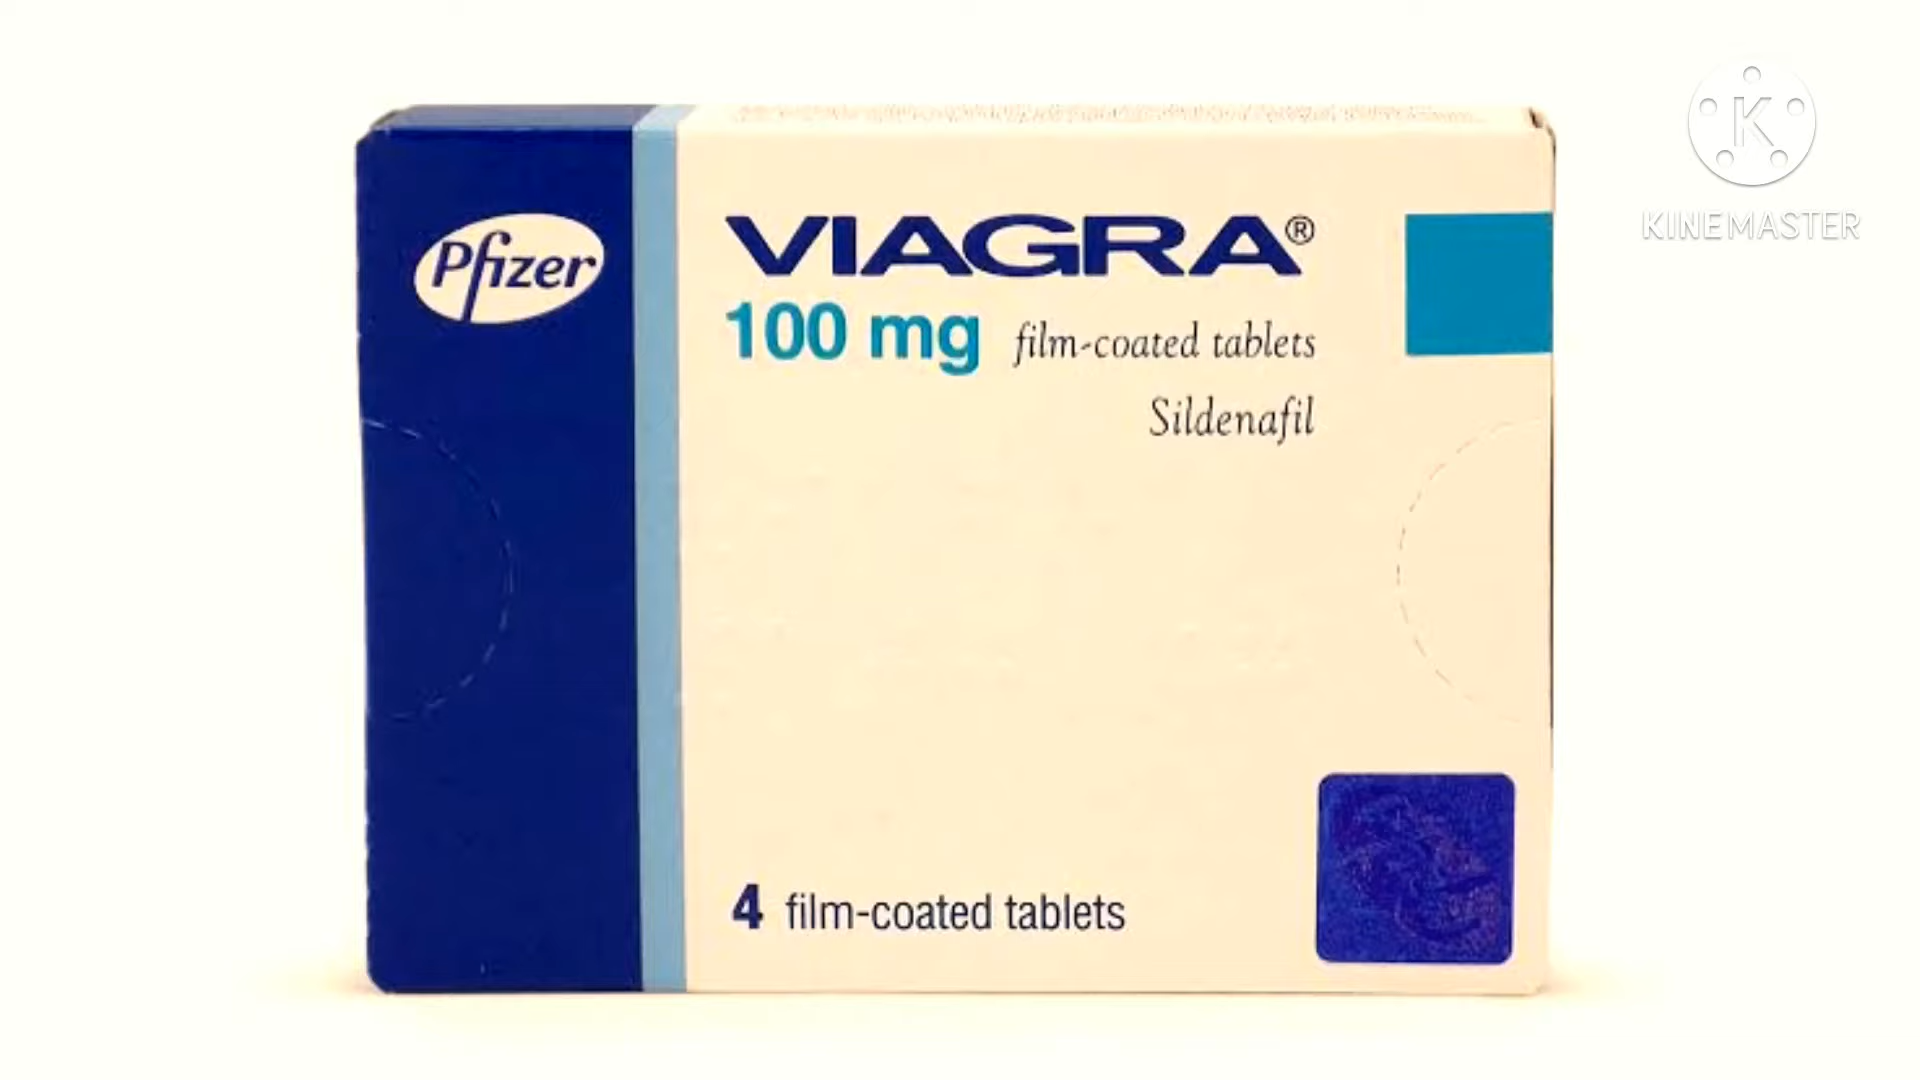 Pfizer
VIAGRA®
100 mg film-coated tablets
Sildenafil
4 film-coated tablets
K
KINEMASTER